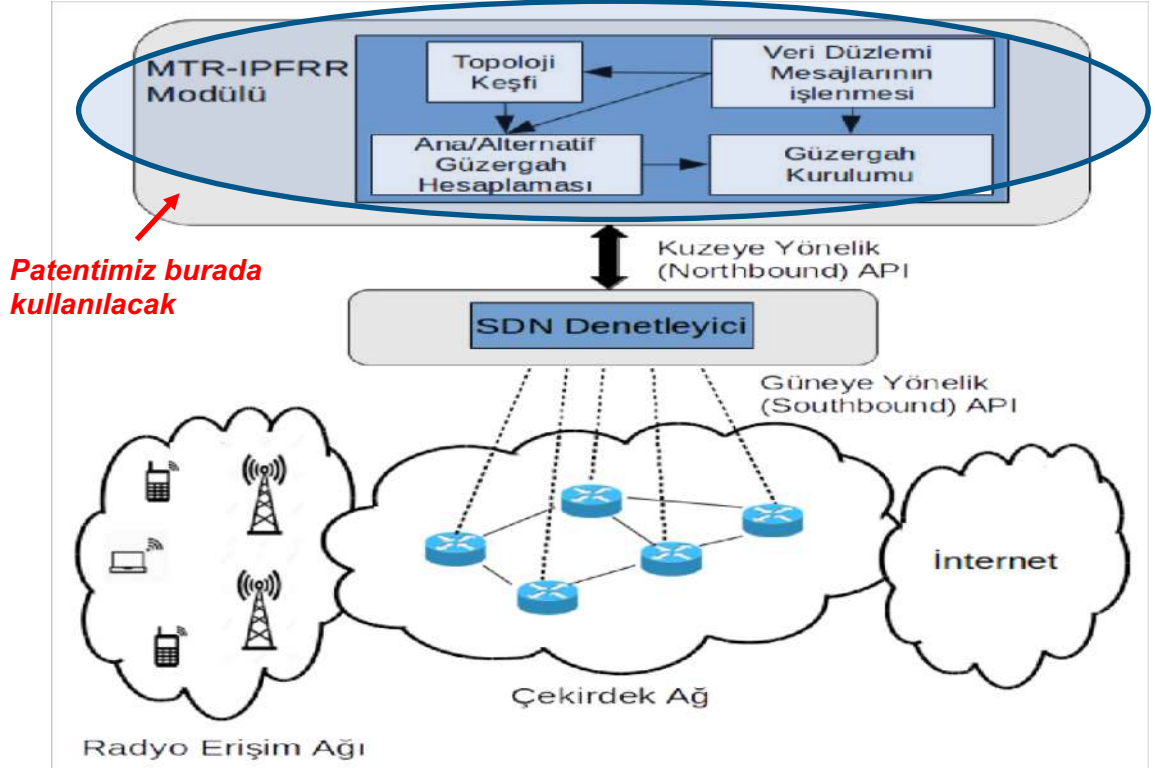 MTR-IPFRR
Modülü
Topoloji
Keşfi
Veri Düzlemi
Mesajlarının
işlenmesi
Ana/Alternatif
Güzergah
Hesaplaması
Güzergah
Kurulumu
Patentimiz burada
kullanılacak
Kuzeye Yönelik
(Northbound) API
SDN Denetleyici
Güneye Yönelik
(Southbound) API
İnternet
Çekirdek Ağ
Radyo Erişim Ağı